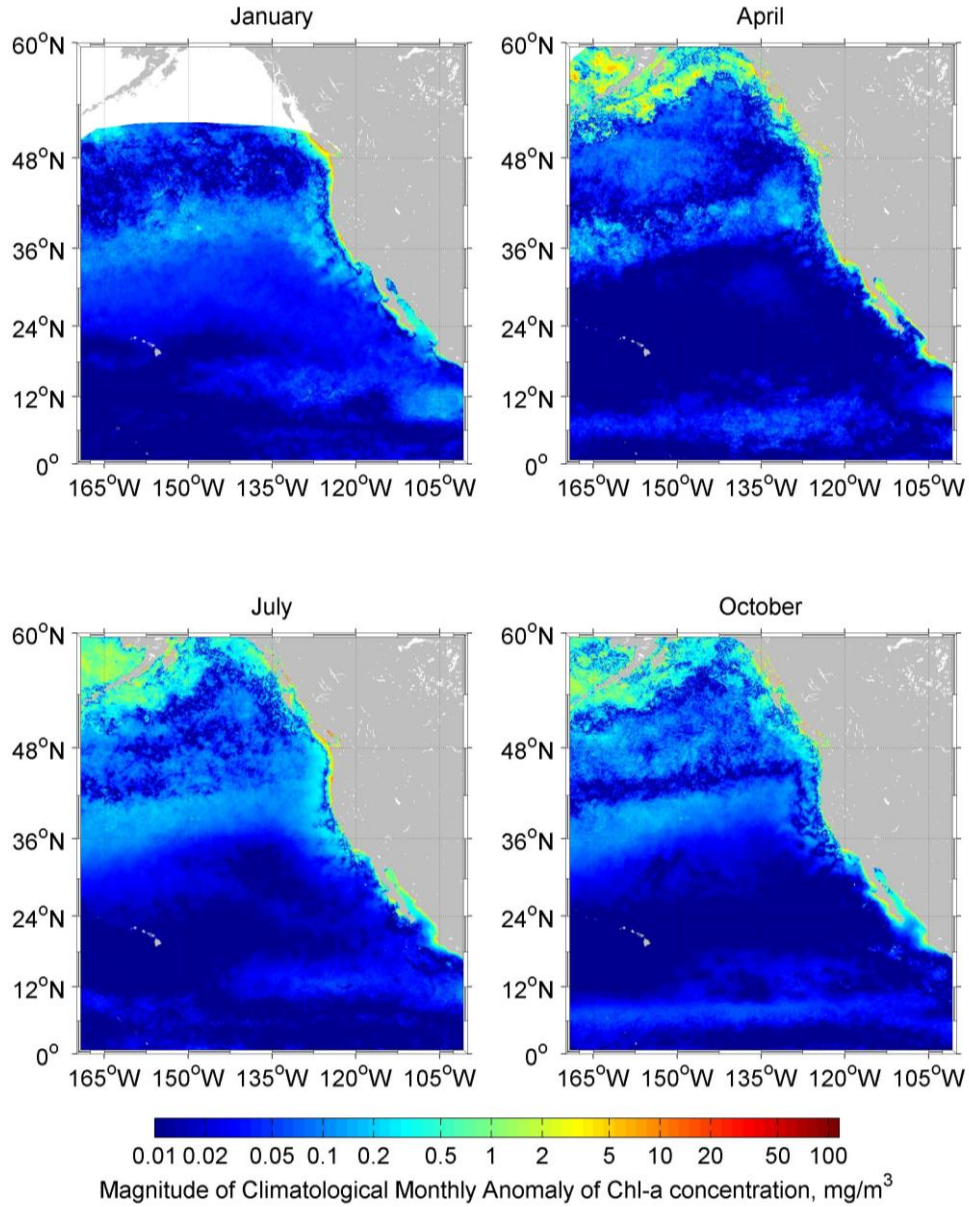 January
April
60°N
48°N
36°N
24°N
12°N
0°
165°W 150°W 135°W 120°W 105°W
60°N
48°N
36°N
24°N
12°N
0°
165°W 150°W 135°W 120°W 105°W
July
October
60°N
48°N
36°N
24°N
12°N
0°
165°W 150°W 135°W 120°W 105°W
60°N
48°N
36°N
24°N
12°N
0°
165°W 150°W 135°W 120°W 105°W
0.01 0.02 0.05 0.1 0.2 0.5 1 2 5 10 20 50 100
Magnitude of Climatological Monthly Anomaly of Chl-a concentration, mg/m³